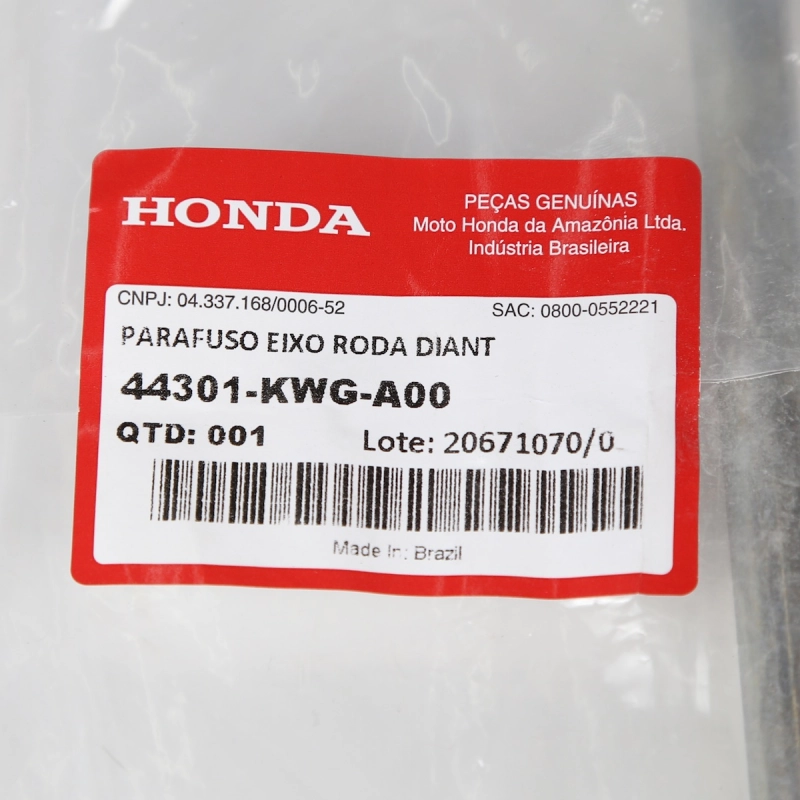 HONDA
PEÇAS GENUÍNAS
Moto Honda da Amazônia Ltda.
Indústria Brasileira
CNPJ: 04.337.168/0006-52
SAC: 0800-0552221
PARAFUSO EIXO RODA DIANT
44301-KWG-A00
QTD: 001
Lote: 20671070/0
Made In: Brazil